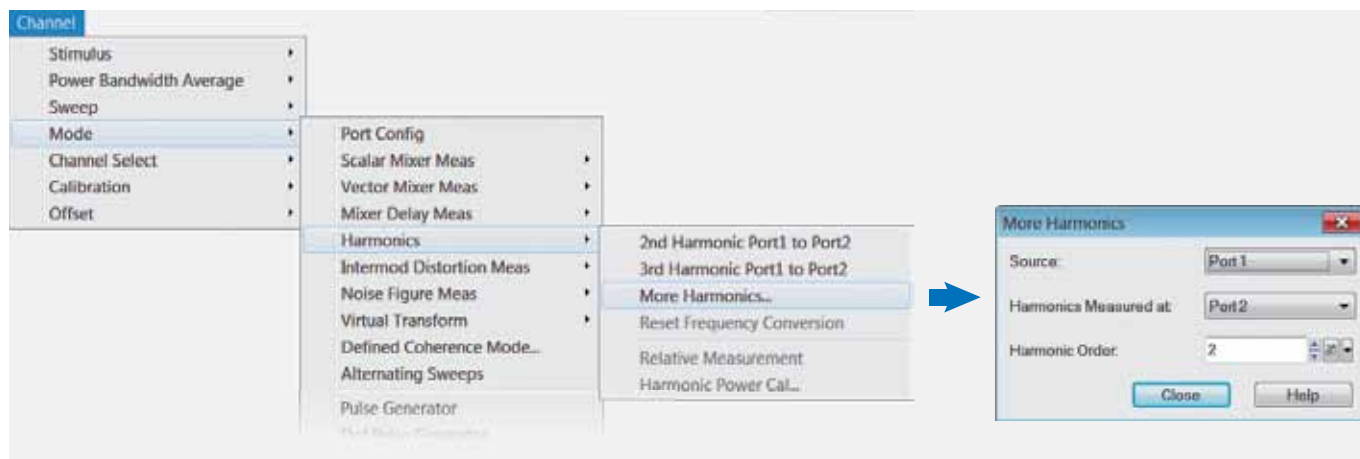 Channel
Stimulus
Power Bandwidth Average
Sweep
Mode
Channel Select
Calibration
Offset
Port Config
Scalar Mixer Meas
Vector Mixer Meas
Mixer Delay Meas
Harmonics
Intermod Distortion Meas
Noise Figure Meas
Virtual Transform
Defined Coherence Mode...
Alternating Sweeps
Pulse Generator
2nd Harmonic Port1 to Port2
3rd Harmonic Port1 to Port2
More Harmonics...
Reset Frequency Conversion
Relative Measurement
Harmonic Power Cal...
More Harmonics
Source: Port 1
Harmonics Measured at: Port 2
Harmonic Order: 2
Close Help